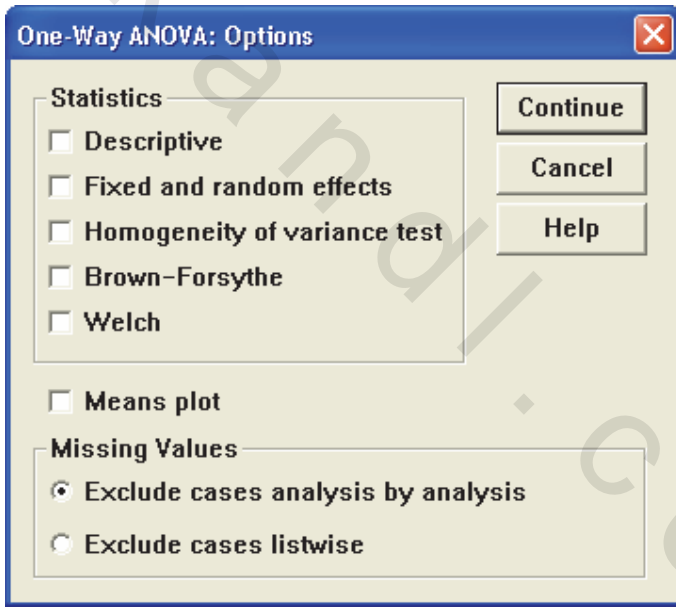 One-Way ANOVA: Options
Statistics
Descriptive
Fixed and random effects
Homogeneity of variance test
Brown-Forsythe
Welch
Continue
Cancel
Help
Means plot
Missing Values
Exclude cases analysis by analysis
Exclude cases listwise